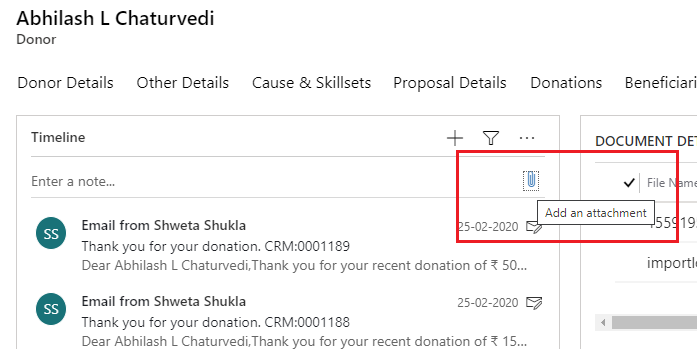 Abhilash L Chaturvedi
Donor
Donor Details Other Details Cause & Skillsets Proposal Details Donations Beneficiari
Timeline
Enter a note...
Add an attachment
SS
Email from Shweta Shukla
25-02-2020
Thank you for your donation. CRM:0001189
Dear Abhilash L Chaturvedi,Thank you for your recent donation of ₹ 50...
SS
Email from Shweta Shukla
25-02-2020
Thank you for your donation. CRM:0001188
Dear Abhilash L Chaturvedi,Thank you for your recent donation of ₹ 15...
DOCUMENT DET
File Name
importlo